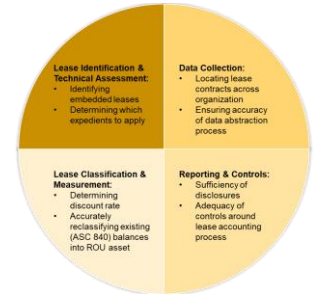 Lease Identification &
Technical Assessment:
• Identifying
embedded leases
• Determining which
expedients to apply
Data Collection:
• Locating lease
contracts across
organization
• Ensuring accuracy
of data abstraction
process
Lease Classification &
Measurement:
• Determining
discount rate
• Accurately
reclassifying existing
(ASC 840) balances
into ROU asset
Reporting & Controls:
• Sufficiency of
disclosures
• Adequacy of
controls around
lease accounting
process